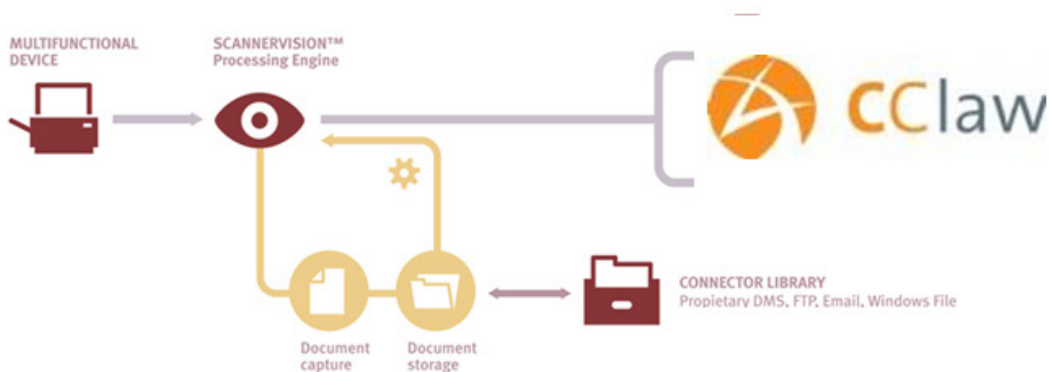 MULTIFUNCTIONAL
DEVICE
SCANNERVISION™
Processing Engine
CClaw
CONNECTOR LIBRARY
Propietary DMS, FTP, Email, Windows File
Document
capture
Document
storage